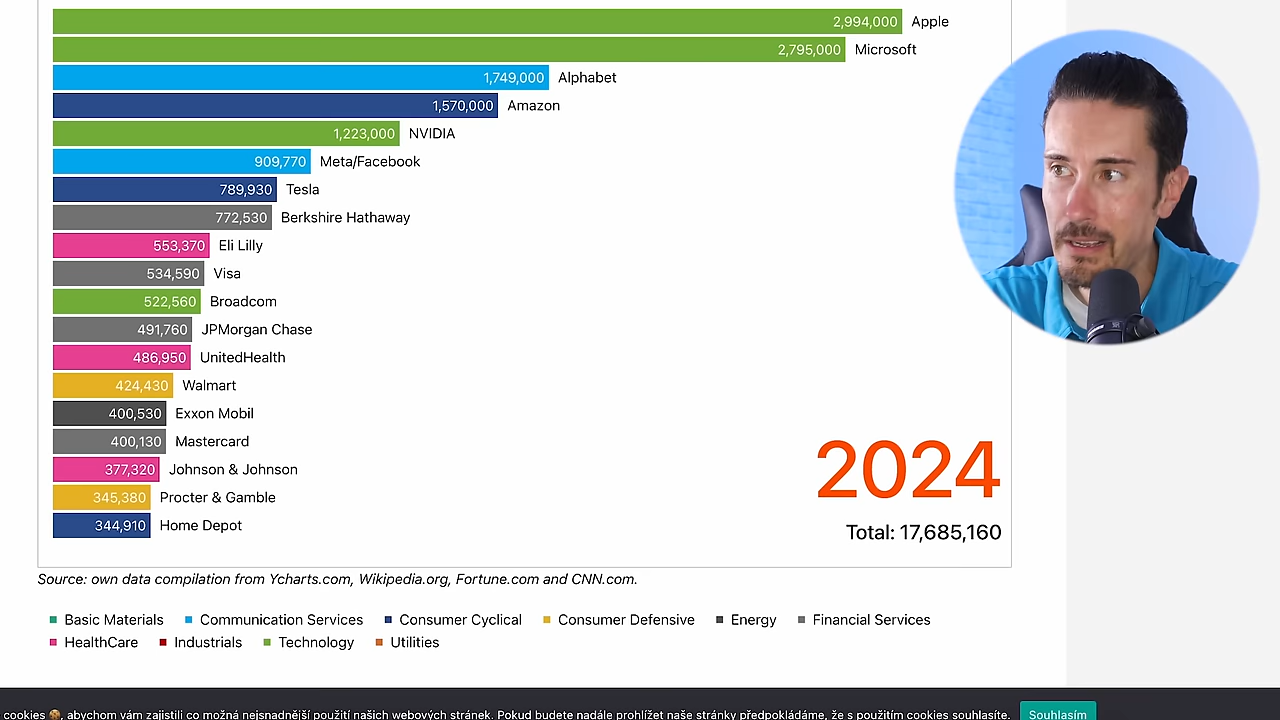 2,994,000 Apple
2,795,000 Microsoft
1,749,000 Alphabet
1,570,000 Amazon
1,223,000 NVIDIA
909,770 Meta/Facebook
789,930 Tesla
772,530 Berkshire Hathaway
553,370 Eli Lilly
534,590 Visa
522,560 Broadcom
491,760 JPMorgan Chase
486,950 UnitedHealth
424,430 Walmart
400,530 Exxon Mobil
400,130 Mastercard
377,320 Johnson & Johnson
345,380 Procter & Gamble
344,910 Home Depot
2024
Total: 17,685,160
Source: own data compilation from Ycharts.com, Wikipedia.org, Fortune.com and CNN.com.
Basic Materials Communication Services Consumer Cyclical Consumer Defensive Energy Financial Services
HealthCare Industrials Technology Utilities
cookies 🍪, abychom vám zajistili co možná nejsnadnější použití našich webových stránek. Pokud budete nadále prohlížet naše stránky předpokládáme, že s použitím cookies souhlasíte. Souhlasím